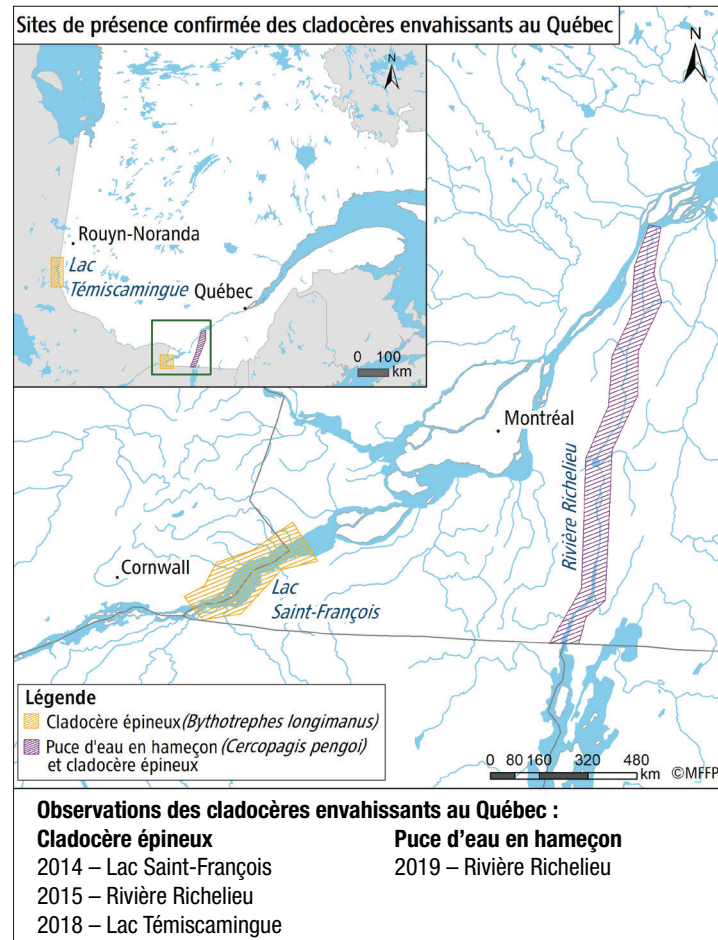 Sites de présence confirmée des cladocères envahissants au Québec
N
N
Rouyn-Noranda
Lac
Témiscamingue
Québec
0 100
km
Montréal
Rivière Richelieu
Cornwall
Lac
Saint-François
Légende
Cladocère épineux (Bythotrephes longimanus)
Puce d'eau en hameçon (Cercopagis pengoi)
et cladocère épineux
0 80 160 320 480
km
©MFFP
Observations des cladocères envahissants au Québec :
Cladocère épineux
2014 – Lac Saint-François
2015 – Rivière Richelieu
2018 – Lac Témiscamingue
Puce d’eau en hameçon
2019 – Rivière Richelieu